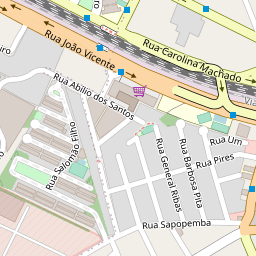 Rua Carolina Machado
Rua João Vicente
Rua Abílio dos Santos
Rua Um
Rua Pires
Rua Salomão Filho
Rua General Ribas
Rua Barbosa Pita
Rua Sapopemba